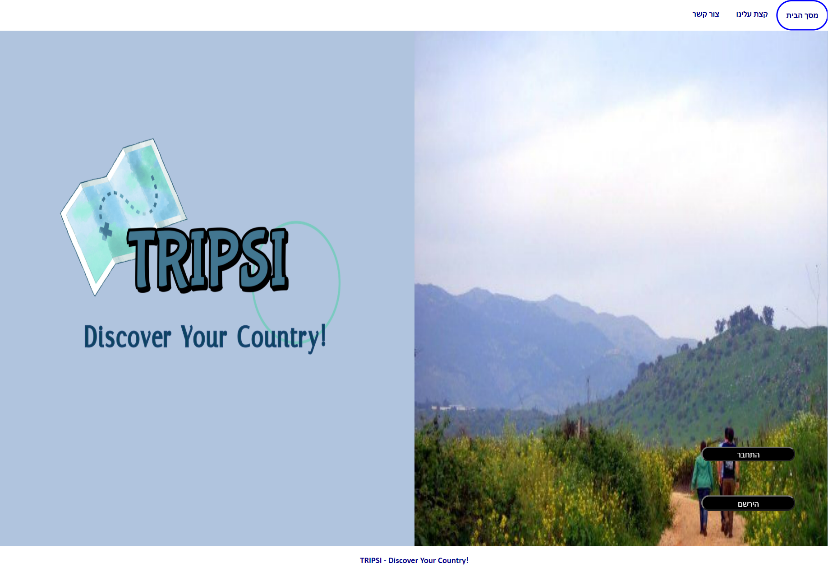 מסך הבית
קצת עלינו
צור קשר
TRIPSI
Discover Your Country!
התחבר
הירשם
TRIPSI - Discover Your Country!